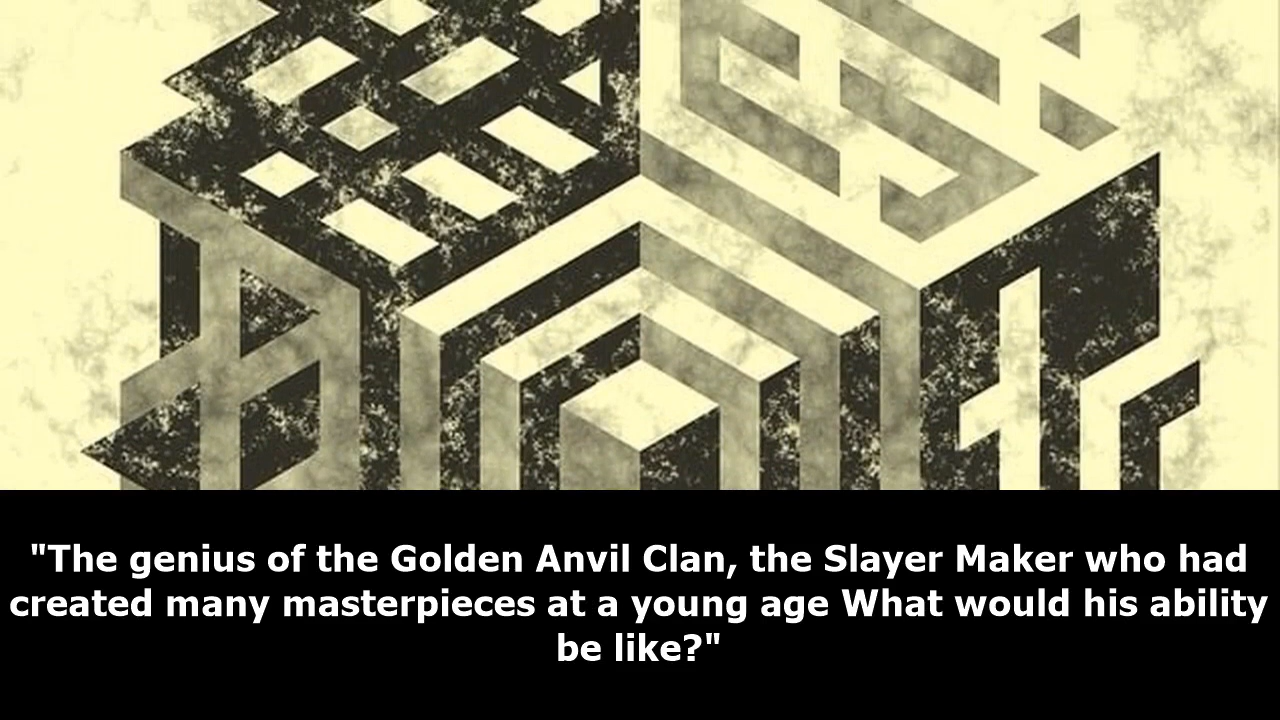 "The genius of the Golden Anvil Clan, the Slayer Maker who had
created many masterpieces at a young age What would his ability
be like?"